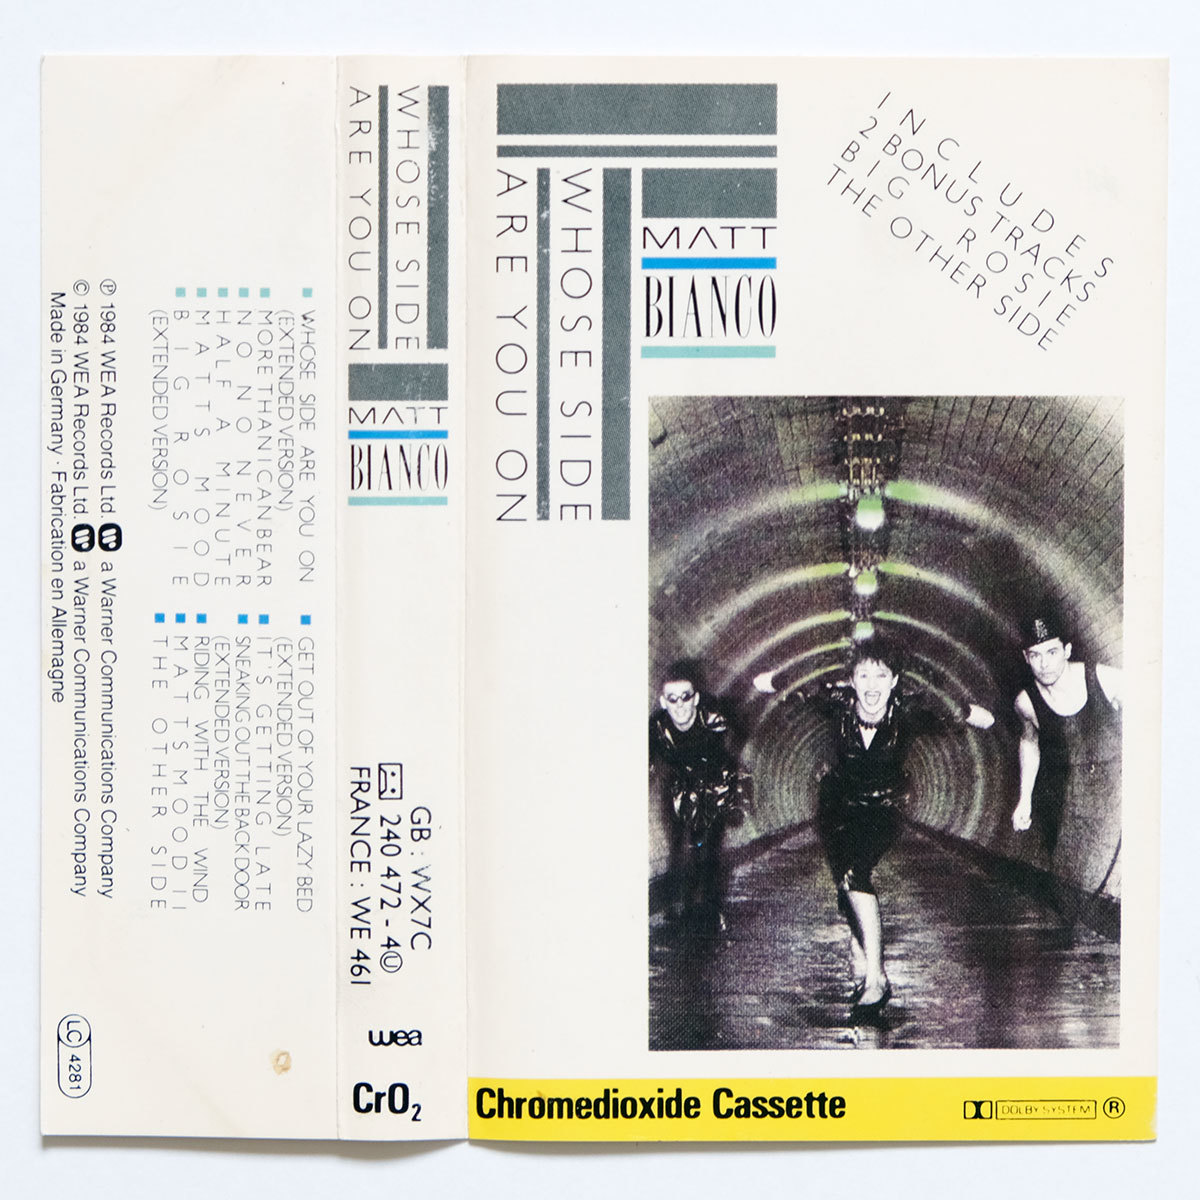 INCLUDES
2 BONUS TRACKS
BIG ROSIE
THE OTHER SIDE
MATT
BIANCO
WHOSE SIDE
ARE YOU ON
Chromedioxide Cassette
DOLBY SYSTEM ®
WHOSE SIDE
ARE YOU ON
MATT
BIANCO
GB : WX7C
240 472 - 4 Ⓤ
FRANCE : WE 461
wea
CrO₂
WHOSE SIDE ARE YOU ON
(EXTENDED VERSION)
MORE THAN I CAN BEAR
(EXTENDED VERSION)
NO NO NEVER
HALF A MINUTE
MATTS MOOD
BIG ROSIE
(EXTENDED VERSION)
GET OUT OF YOUR LAZY BED
(EXTENDED VERSION)
IT'S GETTING LATE
SNEAKING OUT THE BACK DOOR
(EXTENDED VERSION)
RIDING WITH THE WIND
MATTS MOOD II
THE OTHER SIDE
℗ 1984 WEA Records Ltd. a Warner Communications Company
© 1984 WEA Records Ltd. a Warner Communications Company
Made in Germany · Fabrication en Allemagne
LC 4281